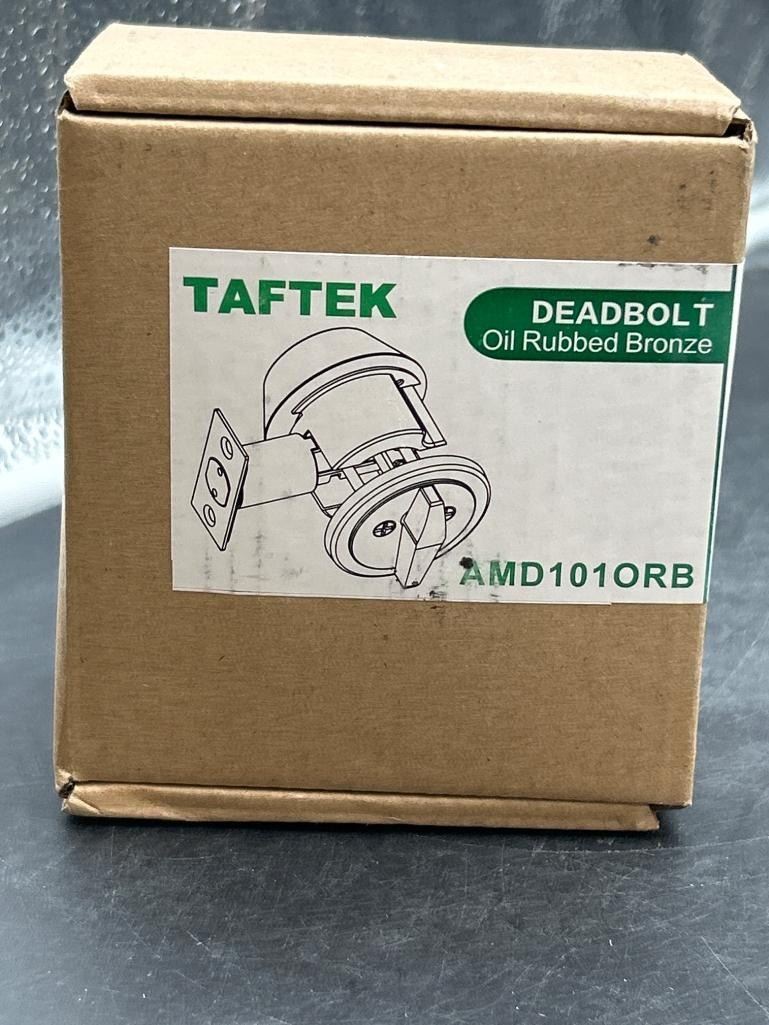 TAFTEK
DEADBOLT
Oil Rubbed Bronze
AMD101ORB